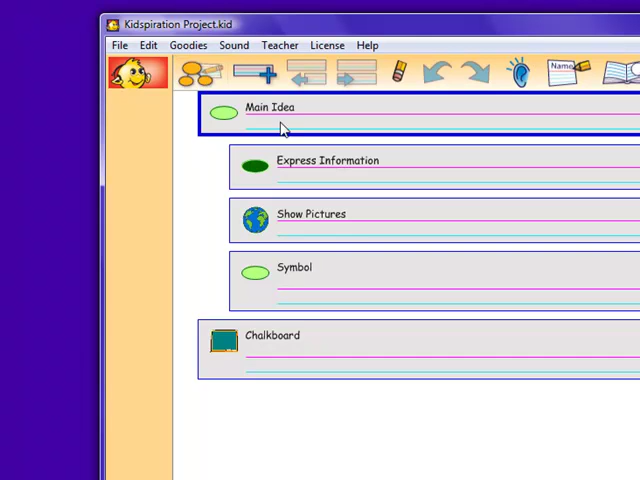 Kidspiration Project.kid
File Edit Goodies Sound Teacher License Help
Name
Main Idea
Express Information
Show Pictures
Symbol
Chalkboard